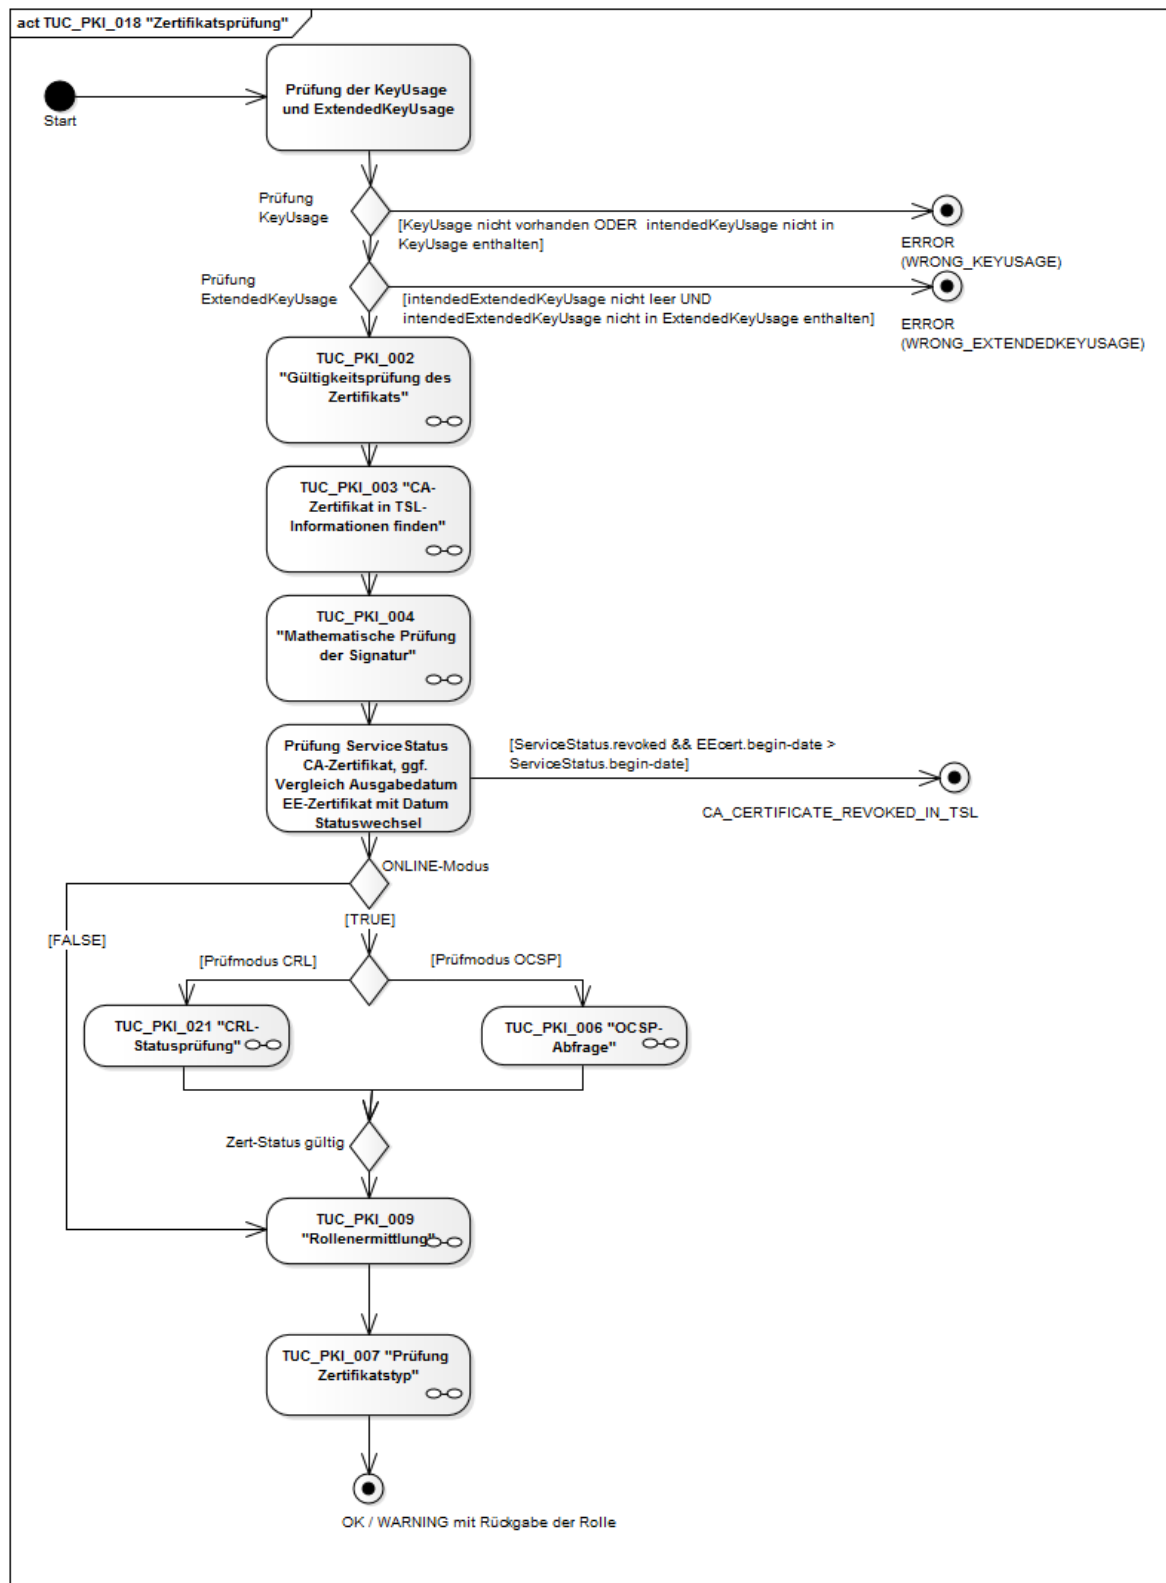 act TUC_PKI_018 "Zertifikatsprüfung"
Prüfung der KeyUsage
und ExtendedKeyUsage
Start
Prüfung
KeyUsage
[KeyUsage nicht vorhanden ODER intendedKeyUsage nicht in
KeyUsage enthalten]
ERROR
(WRONG_KEYUSAGE)
Prüfung
ExtendedKeyUsage
[intendedExtendedKeyUsage nicht leer UND
intendedExtendedKeyUsage nicht in ExtendedKeyUsage enthalten]
ERROR
(WRONG_EXTENDEDKEYUSAGE)
TUC_PKI_002
"Gültigkeitsprüfung des
Zertifikats"
TUC_PKI_003 "CA-
Zertifikat in TSL-
Informationen finden"
TUC_PKI_004
"Mathematische Prüfung
der Signatur"
Prüfung ServiceStatus
CA-Zertifikat, ggf.
Vergleich Ausgabedatum
EE-Zertifikat mit Datum
Statuswechsel
[ServiceStatus.revoked && EEcert.begin-date >
ServiceStatus.begin-date]
CA_CERTIFICATE_REVOKED_IN_TSL
ONLINE-Modus
[TRUE]
[FALSE]
[Prüfmodus CRL]
[Prüfmodus OCSP]
TUC_PKI_021 "CRL-
Statusprüfung"
TUC_PKI_006 "OCSP-
Abfrage"
Zert-Status gültig
TUC_PKI_009
"Rollenermittlung"
TUC_PKI_007 "Prüfung
Zertifikatstyp"
OK / WARNING mit Rückgabe der Rolle